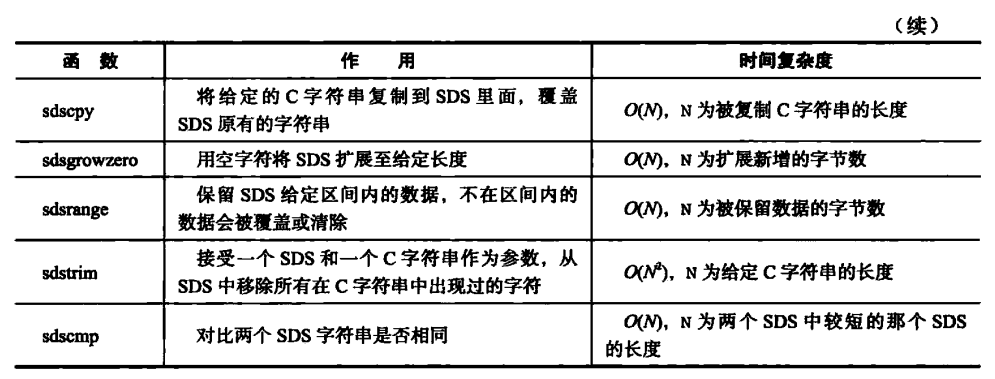 （续）
函 数 作 用 时间复杂度
将给定的 C 字符串复制到 SDS 里面，覆盖
sdscpy O(N)，N 为被复制 C 字符串的长度
SDS 原有的字符串
sdsgrowzero 用空字符将 SDS 扩展至给定长度 O(N)，N 为扩展新增的字节数
保留 SDS 给定区间内的数据，不在区间内的
sdsrange O(N)，N 为被保留数据的字节数
数据会被覆盖或清除
接受一个 SDS 和一个 C 字符串作为参数，从
sdstrim O(N²)，N 为给定 C 字符串的长度
SDS 中移除所有在 C 字符串中出现过的字符
O(N)，N 为两个 SDS 中较短的那个 SDS
sdscmp 对比两个 SDS 字符串是否相同
的长度